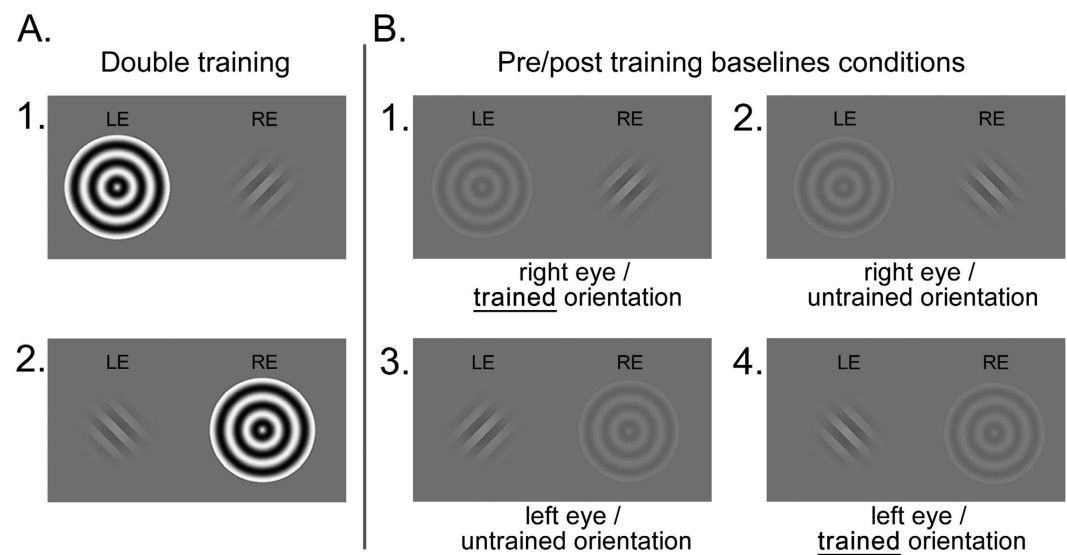 A.
Double training
1.
LE RE
2.
LE RE
B.
Pre/post training baselines conditions
1.
LE RE
right eye /
trained orientation
2.
LE RE
right eye /
untrained orientation
3.
LE RE
left eye /
untrained orientation
4.
LE RE
left eye /
trained orientation